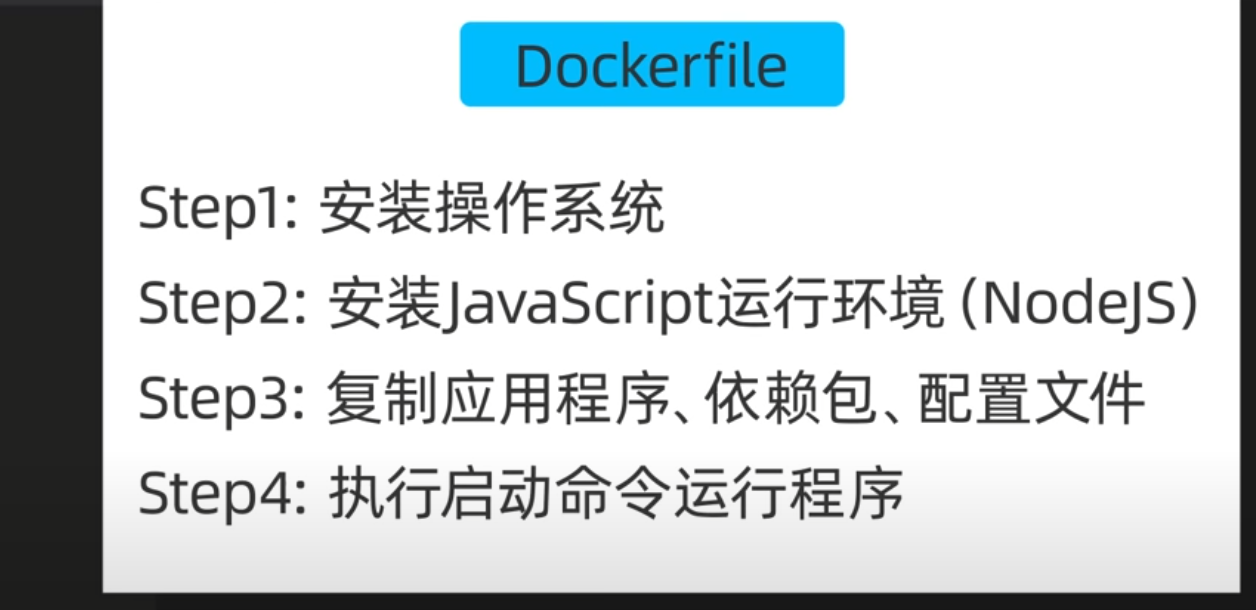 Dockerfile
Step1: 安装操作系统
Step2: 安装JavaScript运行环境 (NodeJS)
Step3: 复制应用程序、依赖包、配置文件
Step4: 执行启动命令运行程序